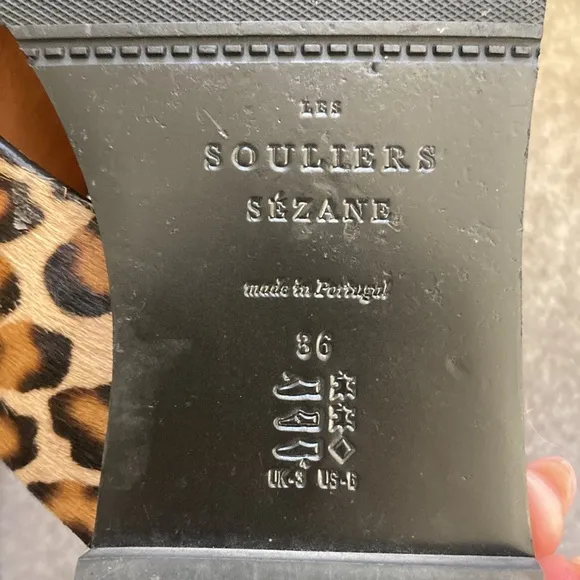 LES
SOULIERS
SÉZANE
made in Portugal
36
UK-3 US-6